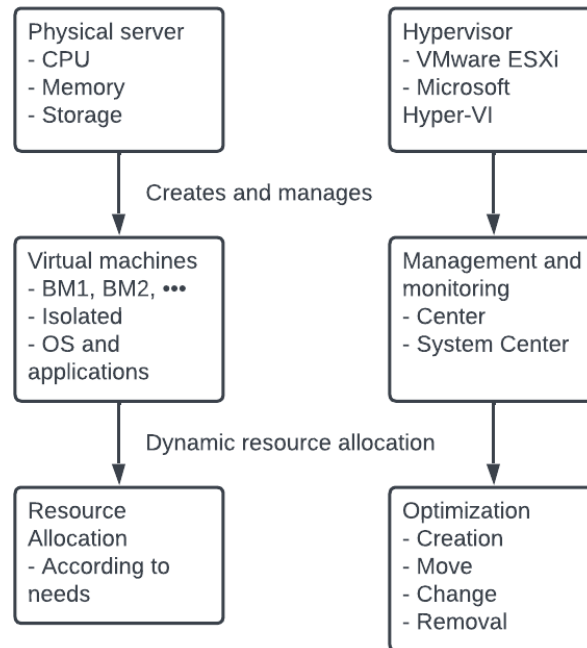 Physical server
- CPU
- Memory
- Storage
Hypervisor
- VMware ESXi
- Microsoft
Hyper-VI
Creates and manages
Virtual machines
- BM1, BM2, •••
- Isolated
- OS and
applications
Management and
monitoring
- Center
- System Center
Dynamic resource allocation
Resource
Allocation
- According to
needs
Optimization
- Creation
- Move
- Change
- Removal